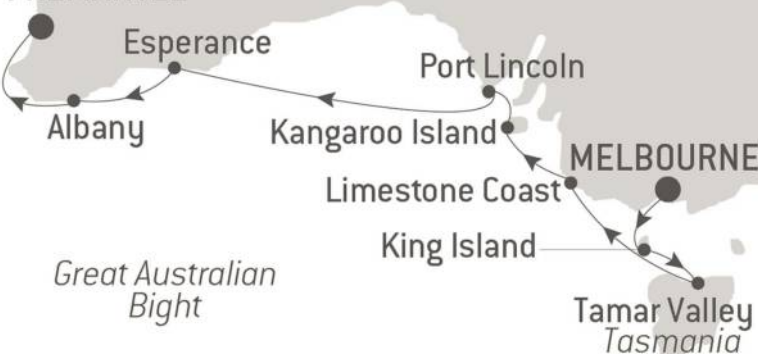 Esperance
Port Lincoln
Albany
Kangaroo Island
MELBOURNE
Limestone Coast
King Island
Great Australian
Bight
Tamar Valley
Tasmania